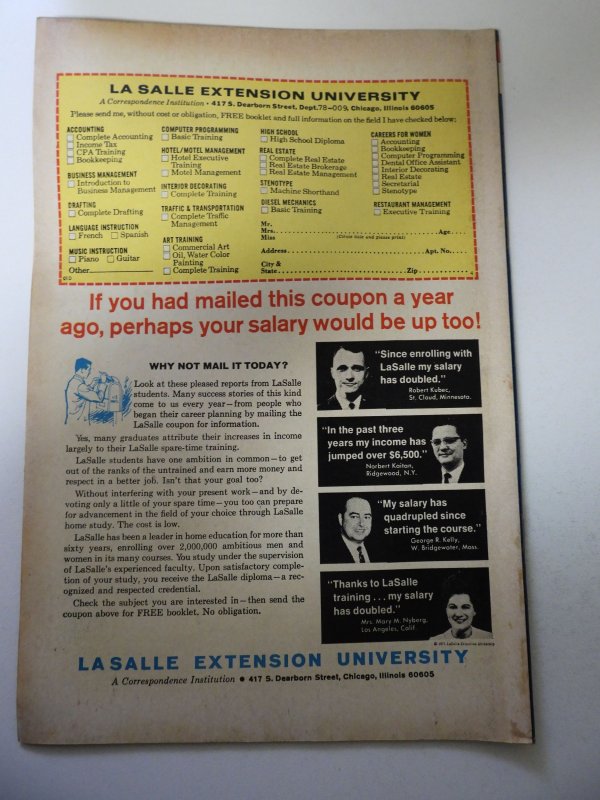 LA SALLE EXTENSION UNIVERSITY
A Correspondence Institution • 417 S. Dearborn Street, Dept. 78-009, Chicago, Illinois 60605
Please send me, without cost or obligation, FREE booklet and full information on the field I have checked below:
ACCOUNTING
Complete Accounting
Income Tax
CPA Training
Bookkeeping
BUSINESS MANAGEMENT
Introduction to
Business Management
DRAFTING
Complete Drafting
LANGUAGE INSTRUCTION
French Spanish
MUSIC INSTRUCTION
Piano Guitar
Other
COMPUTER PROGRAMMING
Basic Training
HOTEL/MOTEL MANAGEMENT
Hotel Executive
Training
Motel Management
INTERIOR DECORATING
Complete Training
TRAFFIC & TRANSPORTATION
Complete Traffic
Management
ART TRAINING
Commercial Art
Oil, Water Color
Painting
Complete Training
HIGH SCHOOL
High School Diploma
REAL ESTATE
Complete Real Estate
Real Estate Brokerage
Real Estate Management
STENOTYPE
Machine Shorthand
DIESEL MECHANICS
Basic Training
CAREERS FOR WOMEN
Accounting
Bookkeeping
Computer Programming
Dental Office Assistant
Interior Decorating
Real Estate
Secretarial
Stenotype
RESTAURANT MANAGEMENT
Executive Training
Mr.
Mrs. Age
Miss (Circle title and please print)
Address Apt. No.
City &
State Zip
If you had mailed this coupon a year
ago, perhaps your salary would be up too!
WHY NOT MAIL IT TODAY?
Look at these pleased reports from LaSalle
students. Many success stories of this kind
come to us every year—from people who
began their career planning by mailing the
LaSalle coupon for information.
Yes, many graduates attribute their increases in income
largely to their LaSalle spare-time training.
LaSalle students have one ambition in common—to get
out of the ranks of the untrained and earn more money and
respect in a better job. Isn't that your goal too?
Without interfering with your present work—and by de-
voting only a little of your spare time—you too can prepare
for advancement in the field of your choice through LaSalle
home study. The cost is low.
LaSalle has been a leader in home education for more than
sixty years, enrolling over 2,000,000 ambitious men and
women in its many courses. You study under the supervision
of LaSalle's experienced faculty. Upon satisfactory comple-
tion of your study, you receive the LaSalle diploma—a rec-
ognized and respected credential.
Check the subject you are interested in—then send the
coupon above for FREE booklet. No obligation.
"Since enrolling with
LaSalle my salary
has doubled."
Robert Kubec,
St. Cloud, Minnesota.
"In the past three
years my income has
jumped over $6,500."
Norbert Kaitan,
Ridgewood, N.Y.
"My salary has
quadrupled since
starting the course."
George R. Kelly,
W. Bridgewater, Mass.
"Thanks to LaSalle
training . . . my salary
has doubled."
Mrs. Mary M. Nyberg,
Los Angeles, Calif.
© 1971 LaSalle Extension University
LA SALLE EXTENSION UNIVERSITY
A Correspondence Institution • 417 S. Dearborn Street, Chicago, Illinois 60605